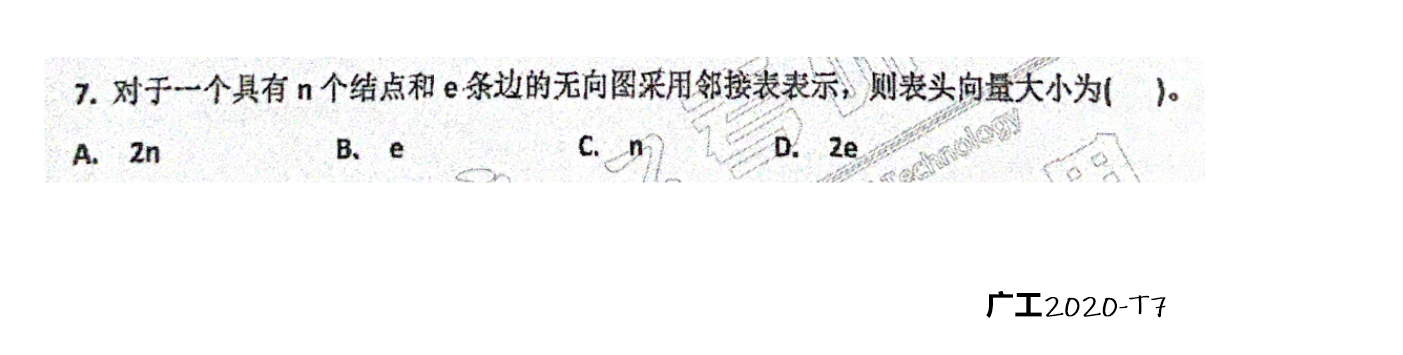 7. 对于一个具有 n 个结点和 e 条边的无向图采用邻接表表示，则表头向量大小为( )。
A. 2n B. e C. n D. 2e
Technology
广工2020-T7